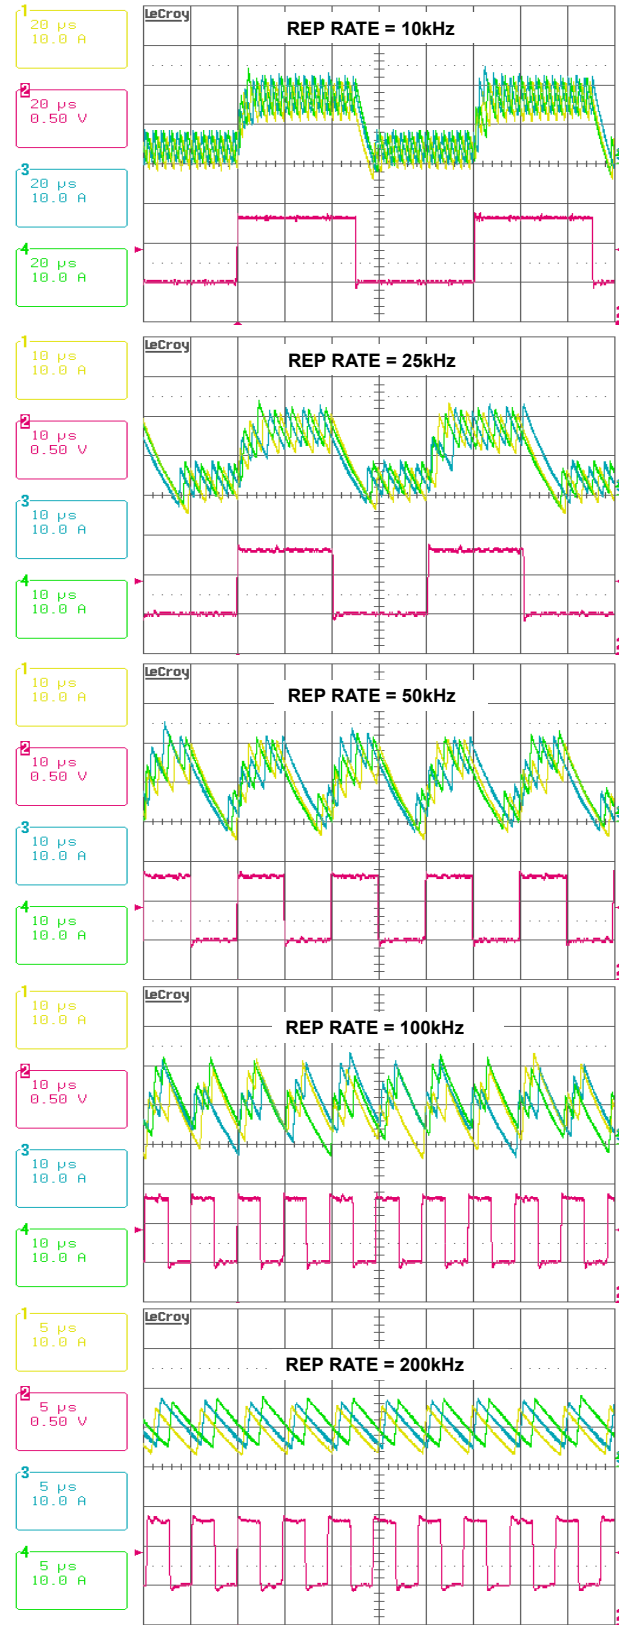 LeCroy
REP RATE = 10kHz
1
20 µs
10.0 A
2
20 µs
0.50 V
3
20 µs
10.0 A
4
20 µs
10.0 A
LeCroy
REP RATE = 25kHz
1
10 µs
10.0 A
2
10 µs
0.50 V
3
10 µs
10.0 A
4
10 µs
10.0 A
LeCroy
REP RATE = 50kHz
1
10 µs
10.0 A
2
10 µs
0.50 V
3
10 µs
10.0 A
4
10 µs
10.0 A
LeCroy
REP RATE = 100kHz
1
10 µs
10.0 A
2
10 µs
0.50 V
3
10 µs
10.0 A
4
10 µs
10.0 A
LeCroy
REP RATE = 200kHz
1
5 µs
10.0 A
2
5 µs
0.50 V
3
5 µs
10.0 A
4
5 µs
10.0 A